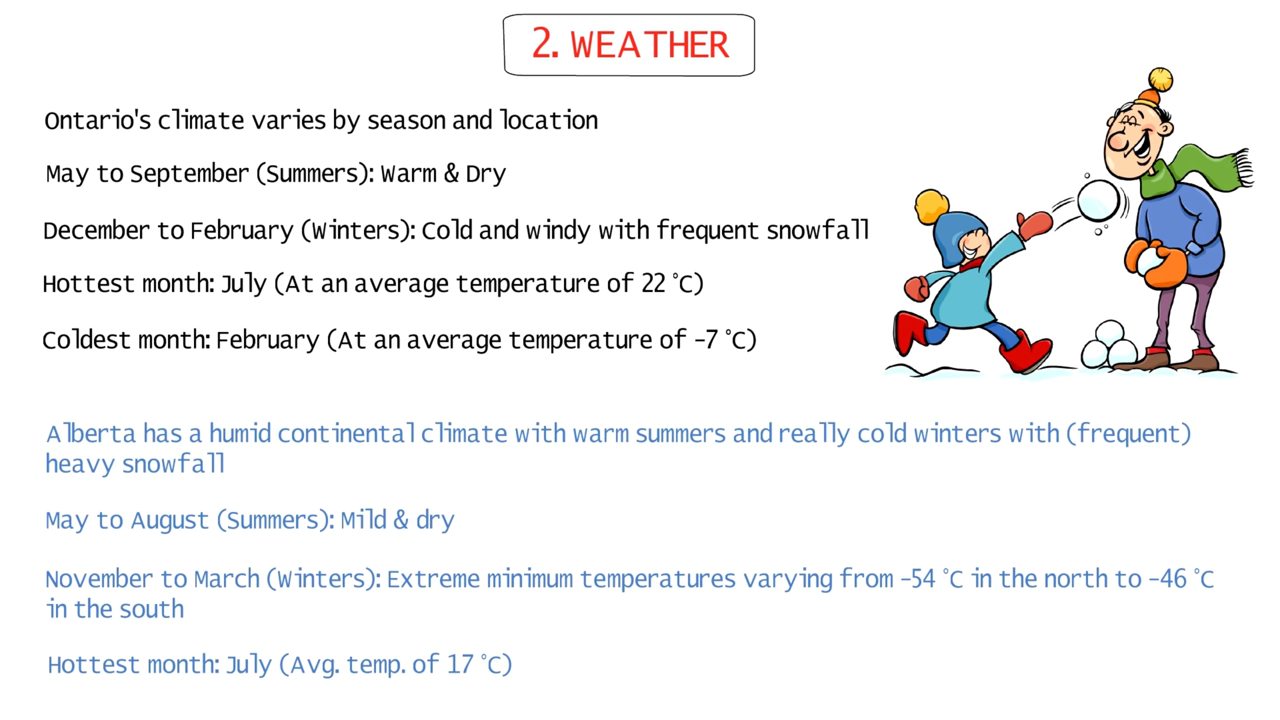 2. WEATHER
Ontario's climate varies by season and location
May to September (Summers): Warm & Dry
December to February (Winters): Cold and windy with frequent snowfall
Hottest month: July (At an average temperature of 22 °C)
Coldest month: February (At an average temperature of -7 °C)
Alberta has a humid continental climate with warm summers and really cold winters with (frequent)
heavy snowfall
May to August (Summers): Mild & dry
November to March (Winters): Extreme minimum temperatures varying from -54 °C in the north to -46 °C
in the south
Hottest month: July (Avg. temp. of 17 °C)